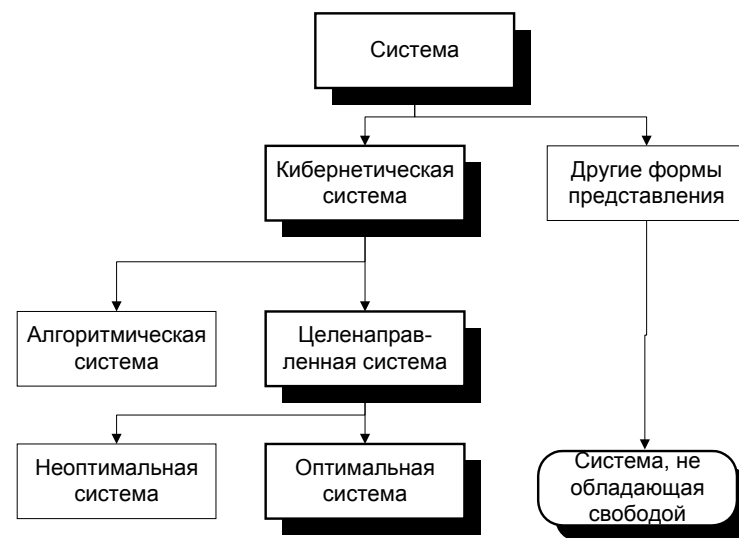 Система
Кибернетическая
система
Другие формы
представления
Алгоритмическая
система
Целенаправ-
ленная система
Неоптимальная
система
Оптимальная
система
Система, не
обладающая
свободой